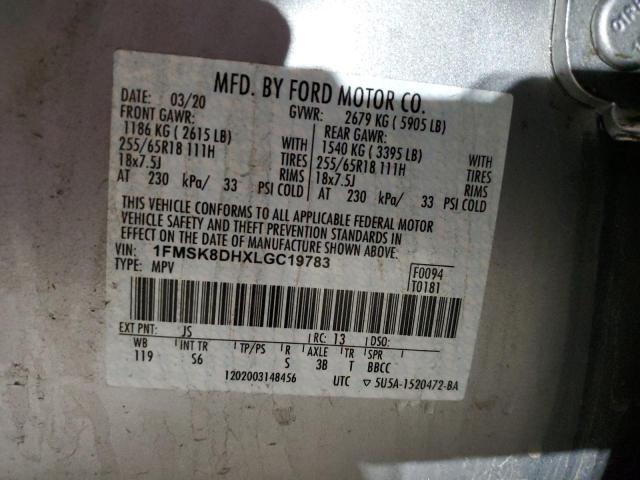 MFD. BY FORD MOTOR CO.
DATE: 03/20 GVWR: 2679 KG ( 5905 LB)
FRONT GAWR: REAR GAWR:
1186 KG ( 2615 LB) WITH 1540 KG ( 3395 LB) WITH
255/65R18 111H TIRES 255/65R18 111H TIRES
18x7.5J RIMS 18x7.5J RIMS
AT 230 kPa/ 33 PSI COLD AT 230 kPa/ 33 PSI COLD
THIS VEHICLE CONFORMS TO ALL APPLICABLE FEDERAL MOTOR
VEHICLE SAFETY AND THEFT PREVENTION STANDARDS IN
EFFECT ON THE DATE OF MANUFACTURE SHOWN ABOVE.
VIN: 1FMSK8DHXLGC19783
TYPE: MPV
F0094
T0181
EXT PNT: JS RC: 13 DSO:
WB INT TR TP/PS R AXLE TR SPR
119 S6 S 3B T BBCC
1202003148456 UTC ▽ 5U5A-1520472-BA